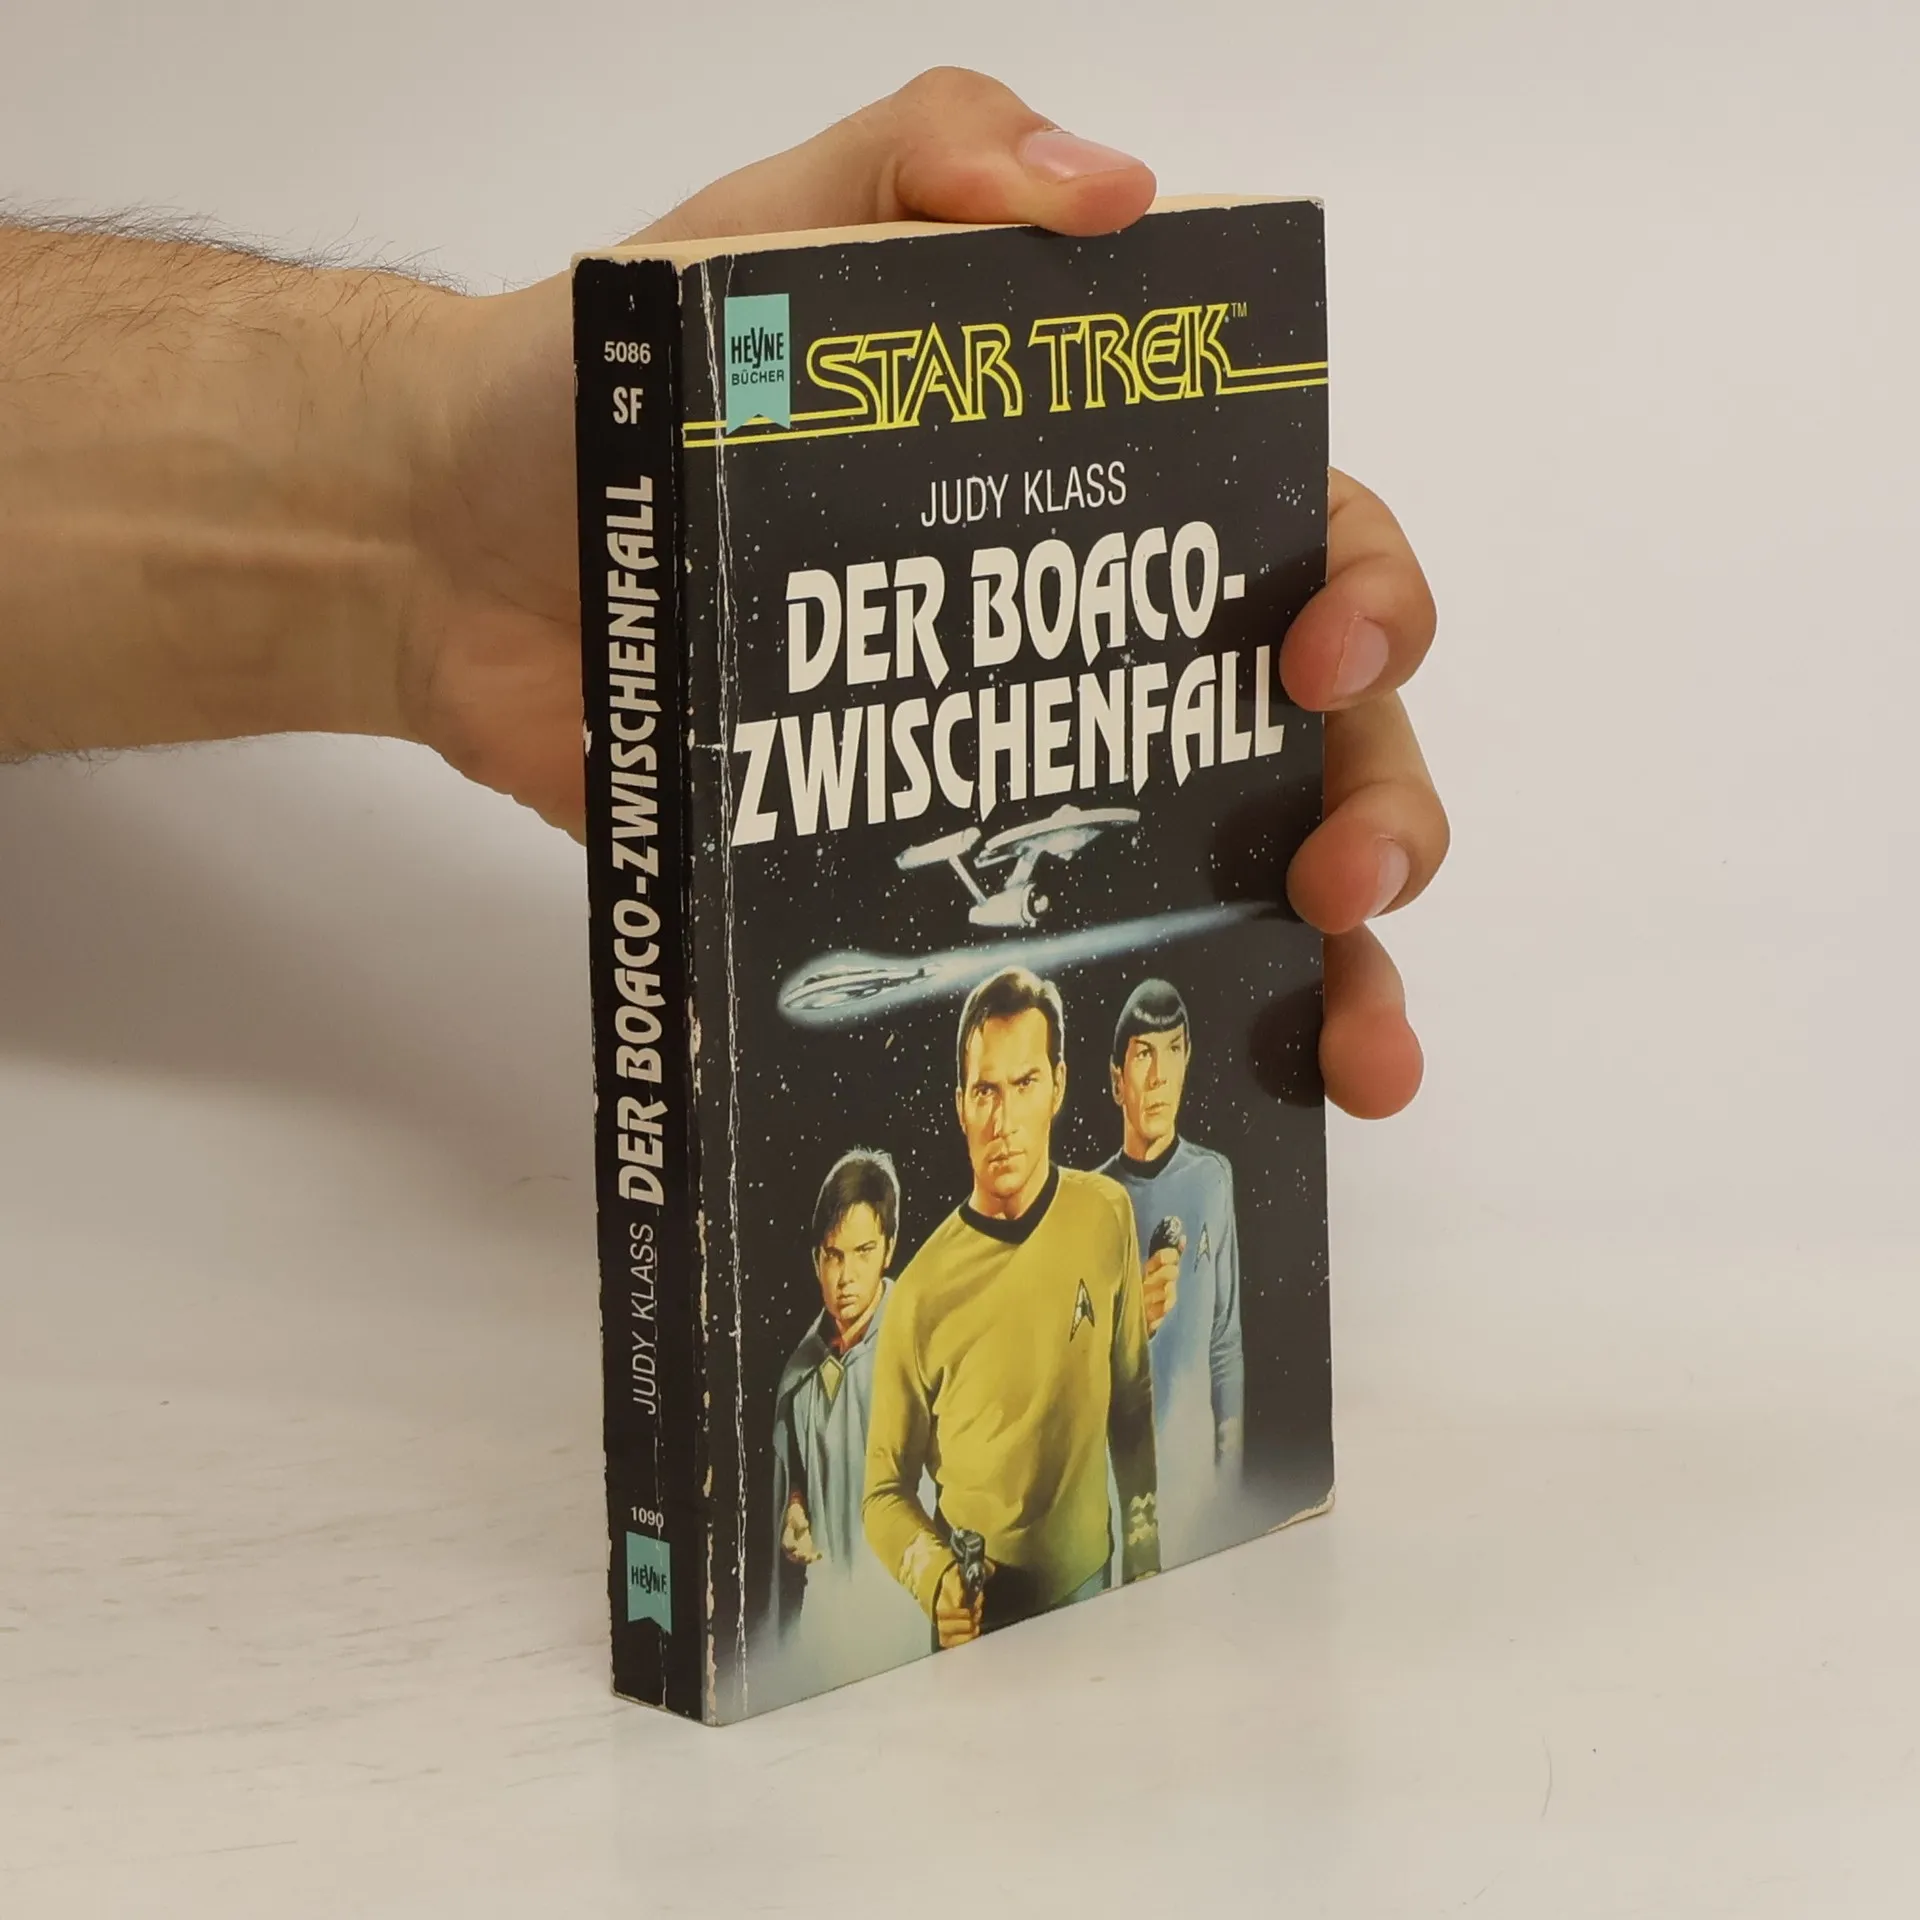 5086
SF
JUDY KLASS DER BOACO-ZWISCHENFALL
1090
HEYNE
HEYNE
BÜCHER
STAR TREK™
JUDY KLASS
DER BOACO-
ZWISCHENFALL